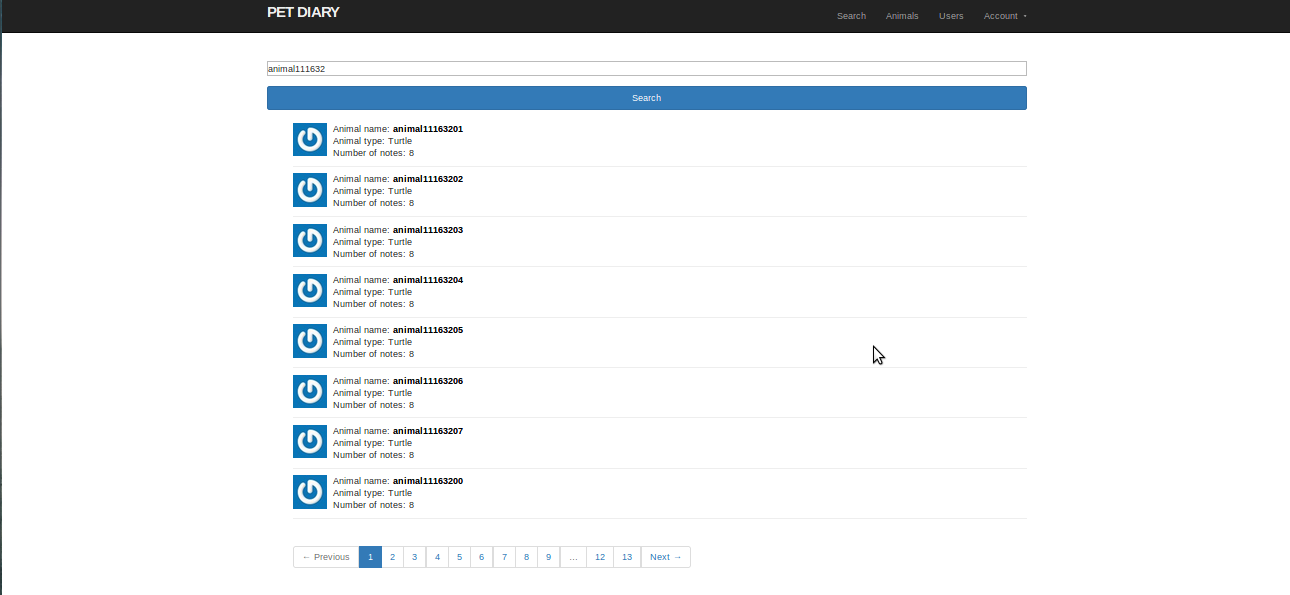 PET DIARY
Search Animals Users Account
animal111632
Search
Animal name: animal11163201
Animal type: Turtle
Number of notes: 8
Animal name: animal11163202
Animal type: Turtle
Number of notes: 8
Animal name: animal11163203
Animal type: Turtle
Number of notes: 8
Animal name: animal11163204
Animal type: Turtle
Number of notes: 8
Animal name: animal11163205
Animal type: Turtle
Number of notes: 8
Animal name: animal11163206
Animal type: Turtle
Number of notes: 8
Animal name: animal11163207
Animal type: Turtle
Number of notes: 8
Animal name: animal11163200
Animal type: Turtle
Number of notes: 8
← Previous 1 2 3 4 5 6 7 8 9 … 12 13 Next →